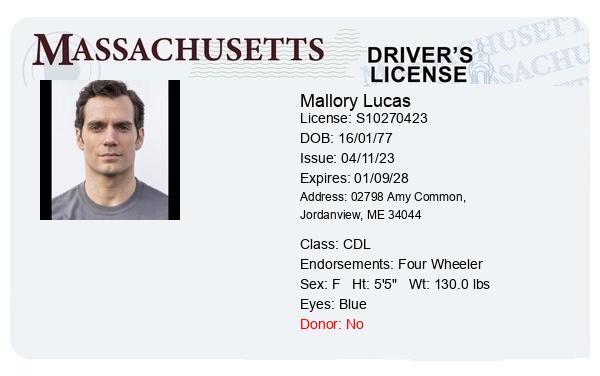 MASSACHUSETTS
DRIVER'S
LICENSE
Mallory Lucas
License: S10270423
DOB: 16/01/77
Issue: 04/11/23
Expires: 01/09/28
Address: 02798 Amy Common,
Jordanview, ME 34044
Class: CDL
Endorsements: Four Wheeler
Sex: F Ht: 5'5" Wt: 130.0 lbs
Eyes: Blue
Donor: No